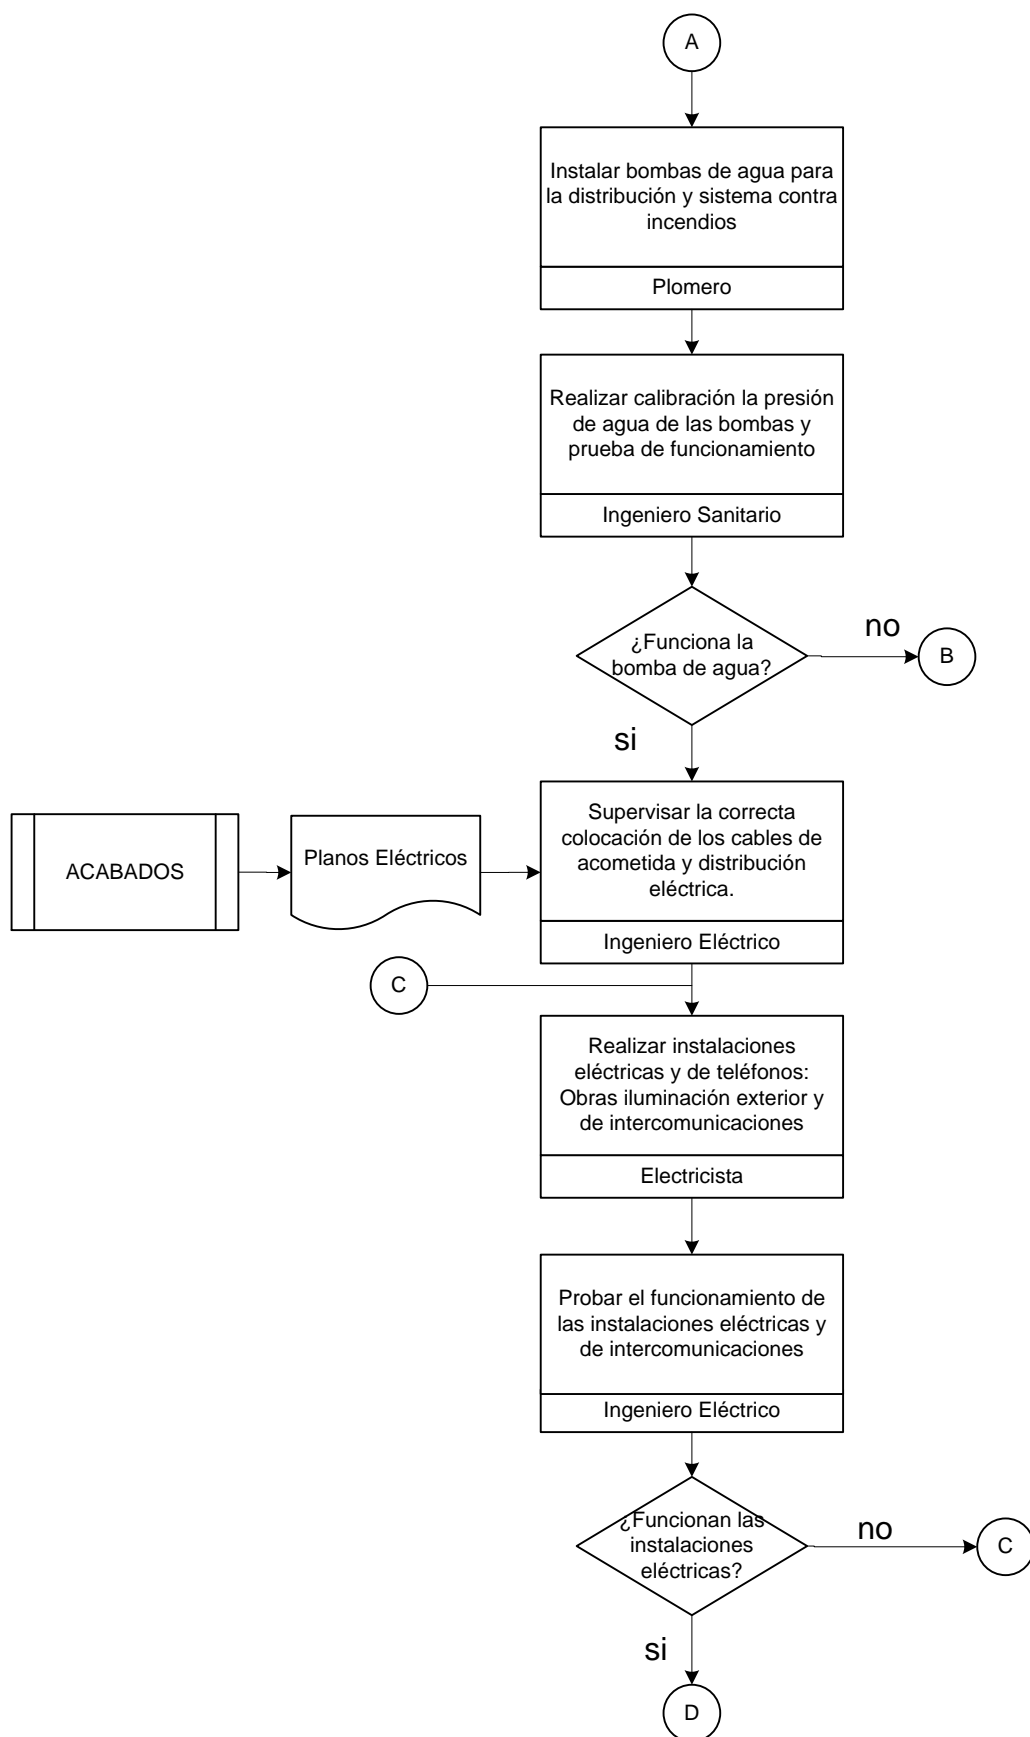 A
Instalar bombas de agua para
la distribución y sistema contra
incendios
Plomero
Realizar calibración la presión
de agua de las bombas y
prueba de funcionamiento
Ingeniero Sanitario
¿Funciona la
bomba de agua?
no
B
si
ACABADOS
Planos Eléctricos
Supervisar la correcta
colocación de los cables de
acometida y distribución
eléctrica.
Ingeniero Eléctrico
C
Realizar instalaciones
eléctricas y de teléfonos:
Obras iluminación exterior y
de intercomunicaciones
Electricista
Probar el funcionamiento de
las instalaciones eléctricas y
de intercomunicaciones
Ingeniero Eléctrico
¿Funcionan las
instalaciones
eléctricas?
no
C
si
D